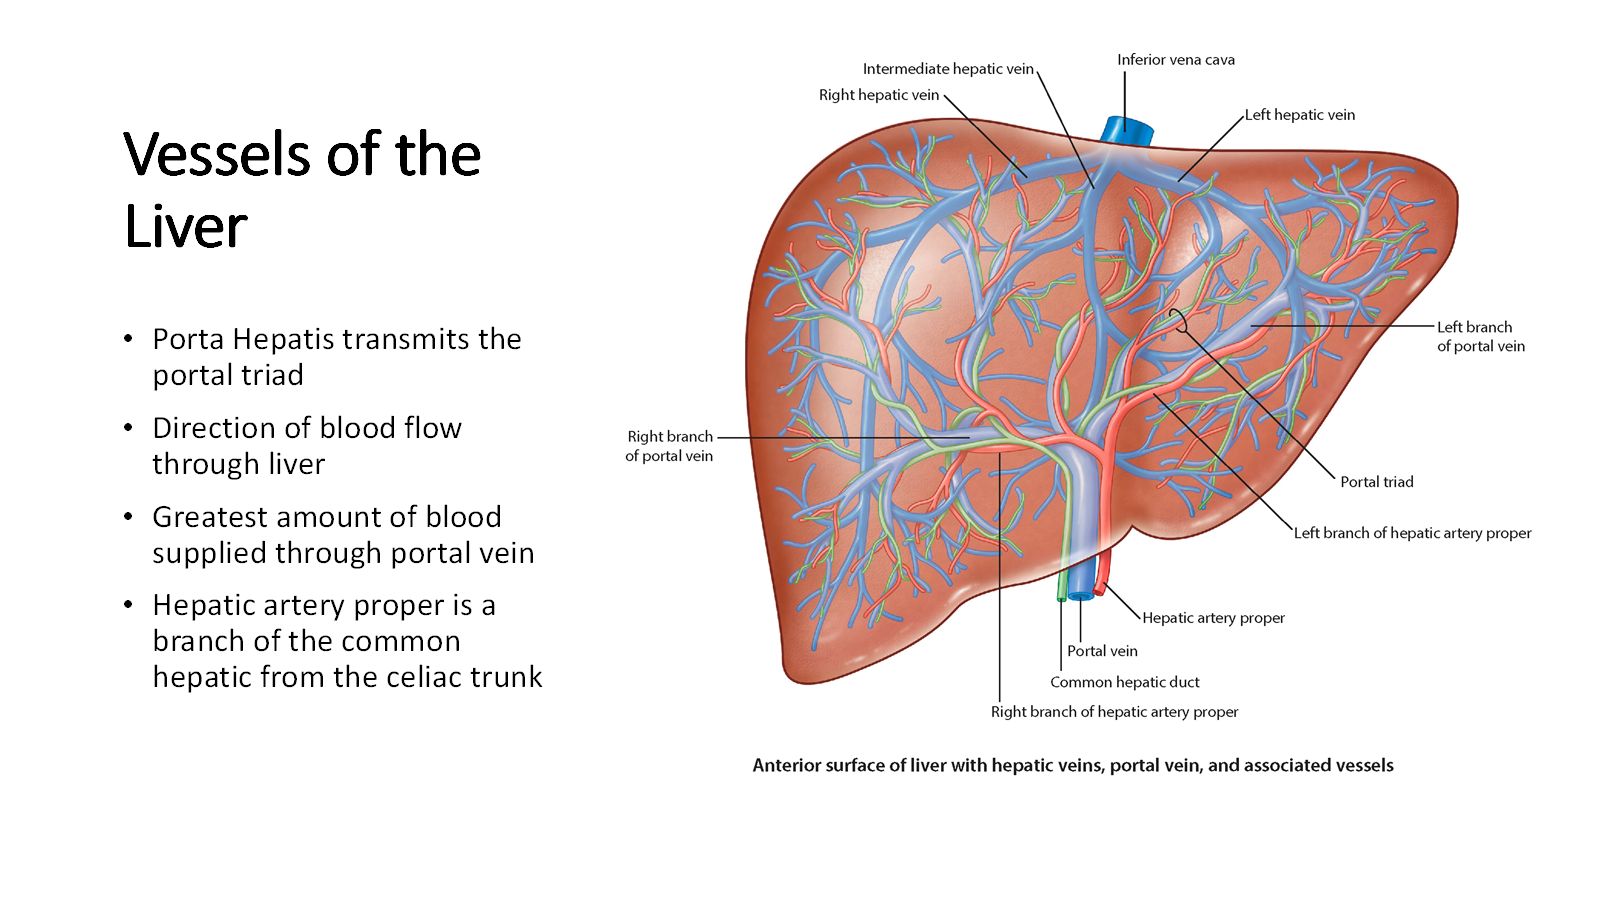 Vessels of the
Liver
• Porta Hepatis transmits the
portal triad
• Direction of blood flow
through liver
• Greatest amount of blood
supplied through portal vein
• Hepatic artery proper is a
branch of the common
hepatic from the celiac trunk
Inferior vena cava
Intermediate hepatic vein
Right hepatic vein
Left hepatic vein
Left branch
of portal vein
Right branch
of portal vein
Portal triad
Left branch of hepatic artery proper
Hepatic artery proper
Portal vein
Common hepatic duct
Right branch of hepatic artery proper
Anterior surface of liver with hepatic veins, portal vein, and associated vessels